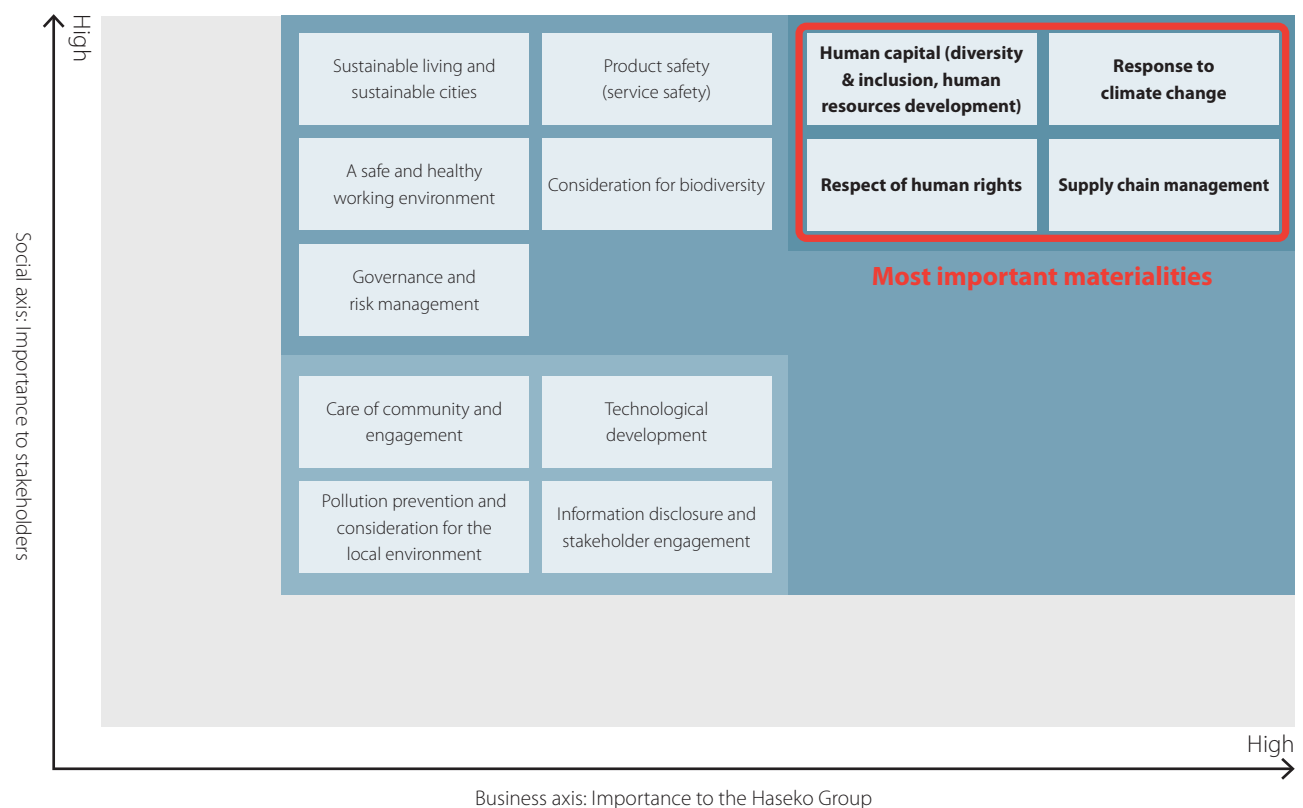 High
Social axis: Importance to stakeholders
Sustainable living and
sustainable cities
Product safety
(service safety)
Human capital (diversity
& inclusion, human
resources development)
Response to
climate change
A safe and healthy
working environment
Consideration for biodiversity
Respect of human rights
Supply chain management
Governance and
risk management
Most important materialities
Care of community and
engagement
Technological
development
Pollution prevention and
consideration for the
local environment
Information disclosure and
stakeholder engagement
High
Business axis: Importance to the Haseko Group